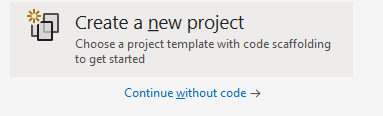 Create a new project
Choose a project template with code scaffolding
to get started
Continue without code →